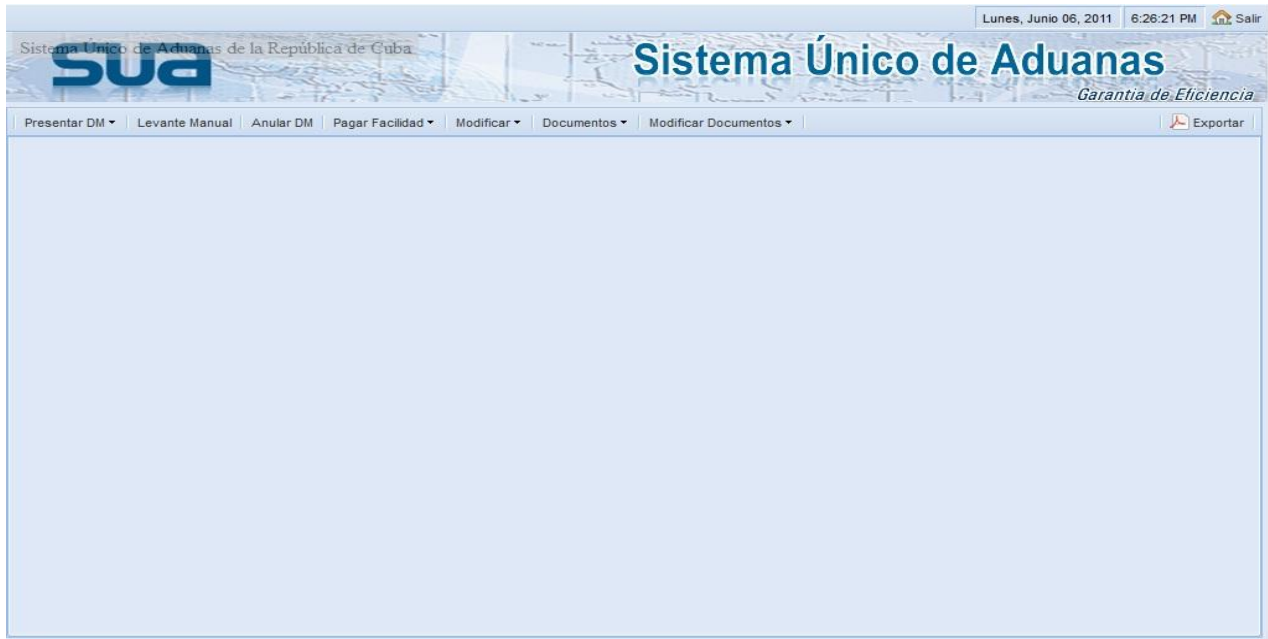 Lunes, Junio 06, 2011 6:26:21 PM Salir
Sistema Único de Aduanas de la República de Cuba
sua
Sistema Único de Aduanas
Garantia de Eficiencia
Presentar DM Levante Manual Anular DM Pagar Facilidad Modificar Documentos Modificar Documentos Exportar